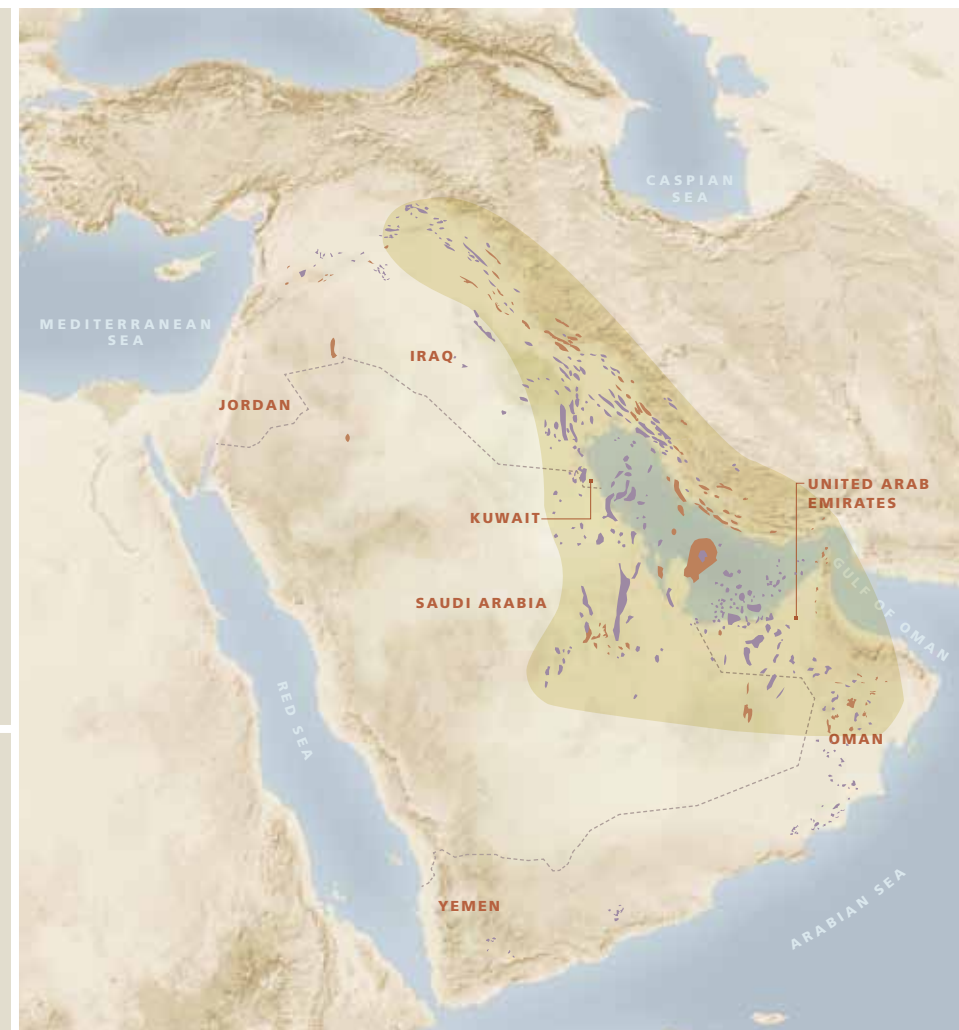 CASPIAN
SEA
MEDITERRANEAN
SEA
IRAQ
JORDAN
UNITED ARAB
EMIRATES
KUWAIT
GULF OF OMAN
SAUDI ARABIA
RED SEA
OMAN
YEMEN
ARABIAN SEA